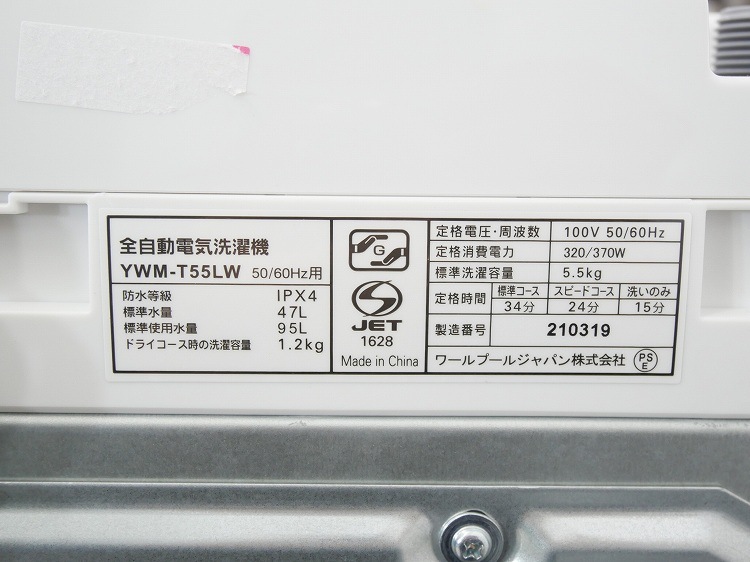 全自動電気洗濯機
YWM-T55LW 50/60Hz用
防水等級 IPX4
標準水量 47L
標準使用水量 95L
ドライコース時の洗濯容量 1.2kg
G
S
JET
1628
Made in China
定格電圧・周波数 100V 50/60Hz
定格消費電力 320/370W
標準洗濯容量 5.5kg
定格時間 標準コース スピードコース 洗いのみ
34分 24分 15分
製造番号 210319
ワールプールジャパン株式会社 PSE